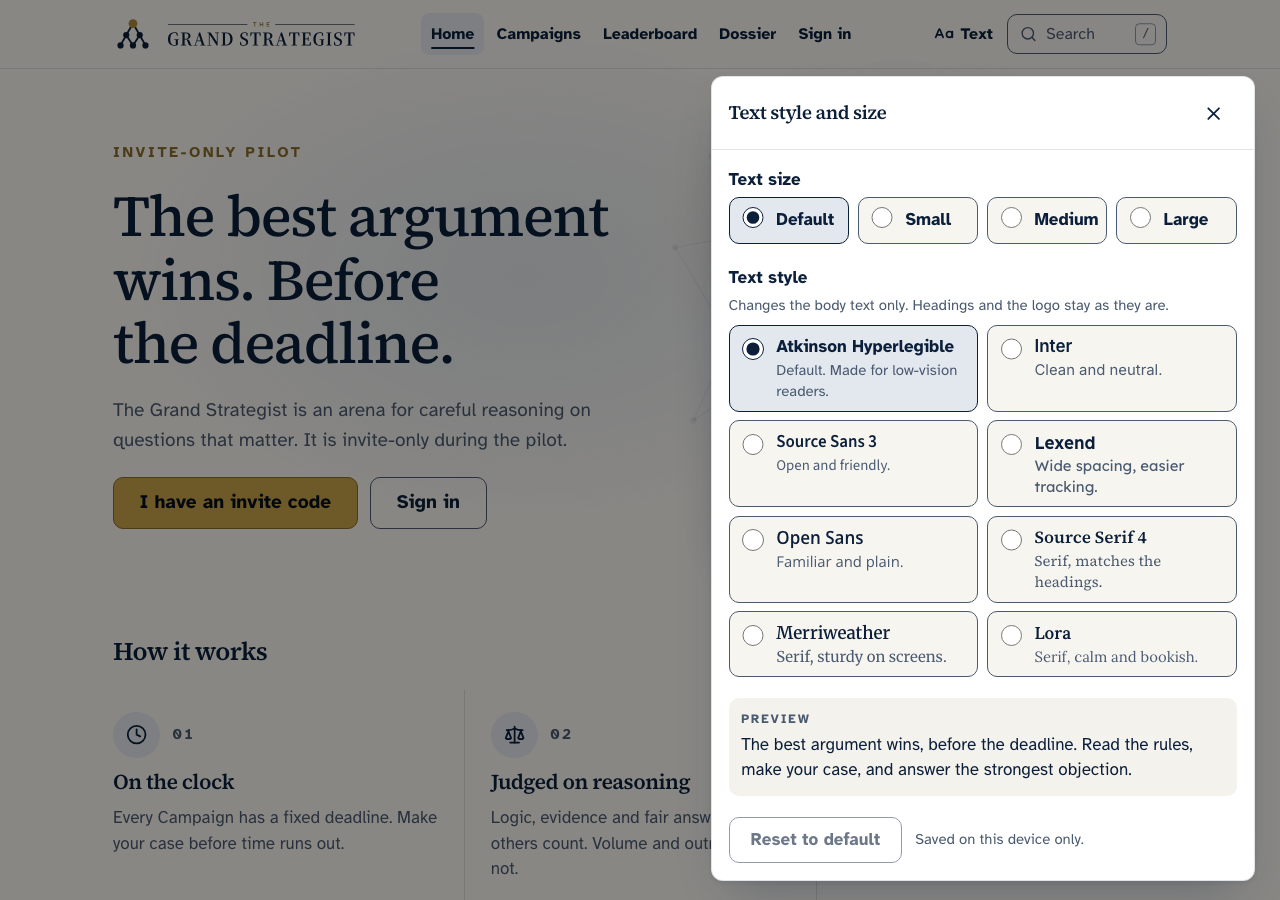 THE
GRAND STRATEGIST
Home
Campaigns
Leaderboard
Dossier
Sign in
Aa Text
Search
/
INVITE-ONLY PILOT
The best argument
wins. Before
the deadline.
The Grand Strategist is an arena for careful reasoning on
questions that matter. It is invite-only during the pilot.
I have an invite code
Sign in
How it works
01
On the clock
Every Campaign has a fixed deadline. Make
your case before time runs out.
02
Judged on reasoning
Logic, evidence and fair answ
others count. Volume and outr
not.
Text style and size
Text size
Default
Small
Medium
Large
Text style
Changes the body text only. Headings and the logo stay as they are.
Atkinson Hyperlegible
Default. Made for low-vision
readers.
Inter
Clean and neutral.
Source Sans 3
Open and friendly.
Lexend
Wide spacing, easier
tracking.
Open Sans
Familiar and plain.
Source Serif 4
Serif, matches the
headings.
Merriweather
Serif, sturdy on screens.
Lora
Serif, calm and bookish.
PREVIEW
The best argument wins, before the deadline. Read the rules,
make your case, and answer the strongest objection.
Reset to default
Saved on this device only.